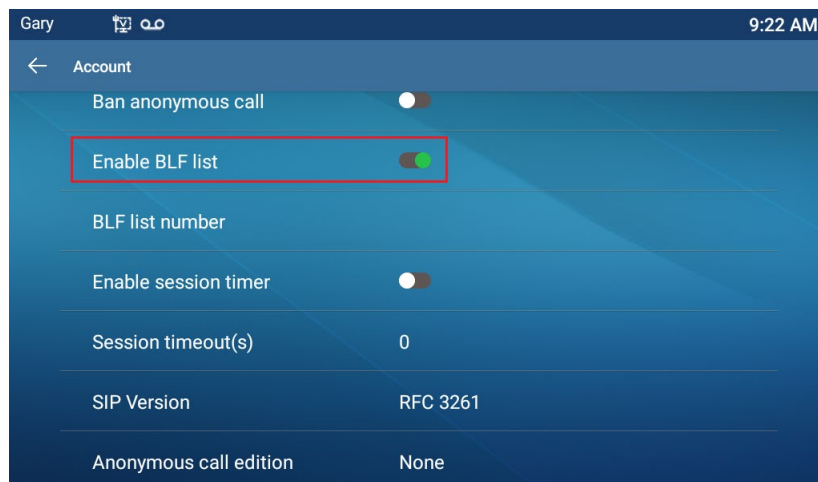 Gary 9:22 AM
Account
Ban anonymous call
Enable BLF list
BLF list number
Enable session timer
Session timeout(s) 0
SIP Version RFC 3261
Anonymous call edition None